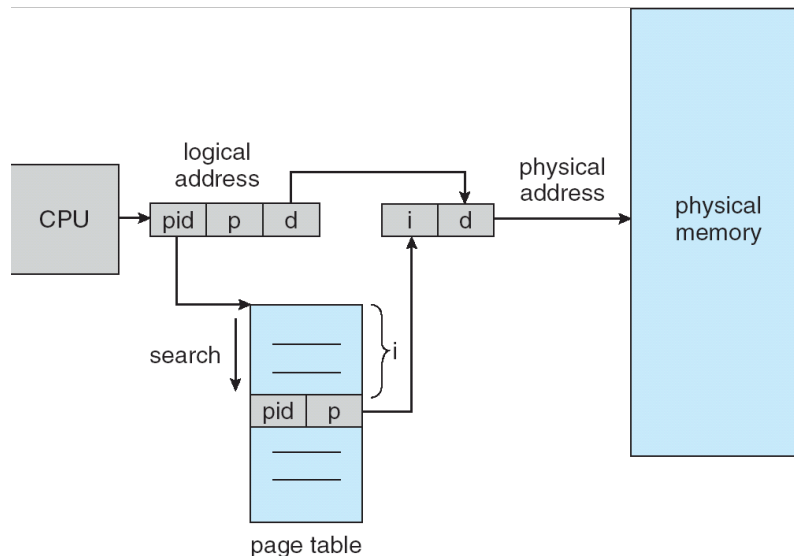 logical
address
physical
address
CPU
pid p d
i d
physical
memory
search
i
pid p
page table